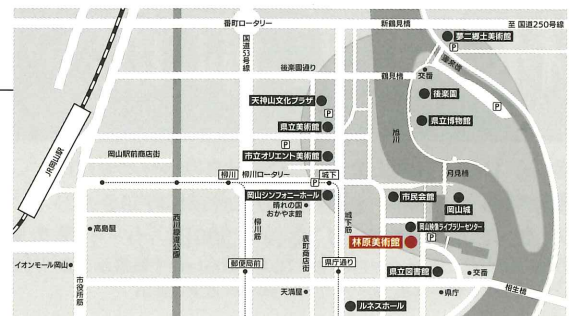 番町ロータリー
新鶴見橋
至 国道250号線
国道53号線
夢二郷土美術館
P
蓬莱橋
後楽園通り
鶴見橋
交番
後楽園
P
天神山文化プラザ
P
県立美術館
県立博物館
旭川
P
市立オリエント美術館
岡山駅前商店街
JR岡山駅
月見橋
柳川
柳川ロータリー
城下
P
岡山シンフォニーホール
市民会館
岡山城
晴れの国
おかやま館
岡山映像ライブラリーセンター
高島屋
西川緑道公園
柳川筋
表町商店街
城下筋
林原美術館
P
イオンモール岡山
市役所筋
郵便局前
県庁通り
県立図書館
交番
天満屋
県庁
相生橋
ルネスホール